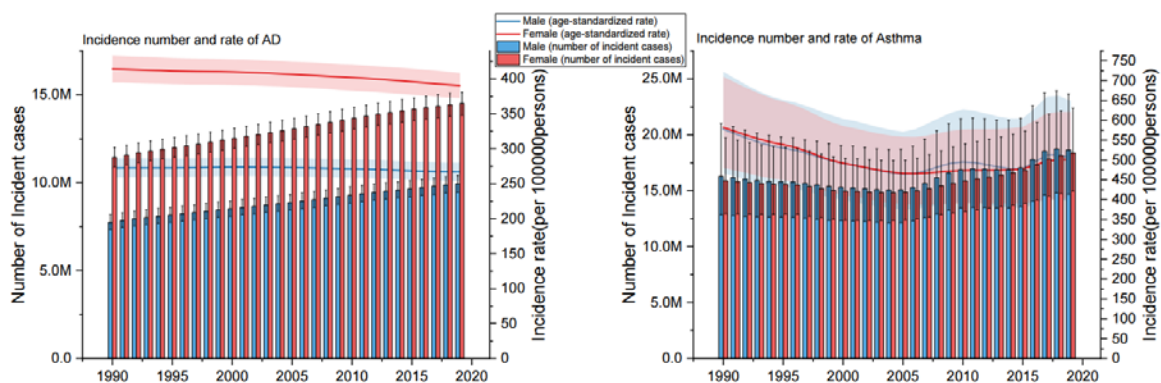 Male (age-standardized rate)
Female (age-standardized rate)
Male (number of incident cases)
Female (number of incident cases)
Incidence number and rate of AD
Number of Incident cases
15.0M
10.0M
5.0M
0.0
400
350
300
250
200
150
100
50
0
Incidence rate(per 100000persons)
1990 1995 2000 2005 2010 2015 2020
Incidence number and rate of Asthma
Number of Incident cases
25.0M
20.0M
15.0M
10.0M
5.0M
0.0
750
700
650
600
550
500
450
400
350
300
250
200
150
100
50
0
Incidence rate(per 100000persons)
1990 1995 2000 2005 2010 2015 2020